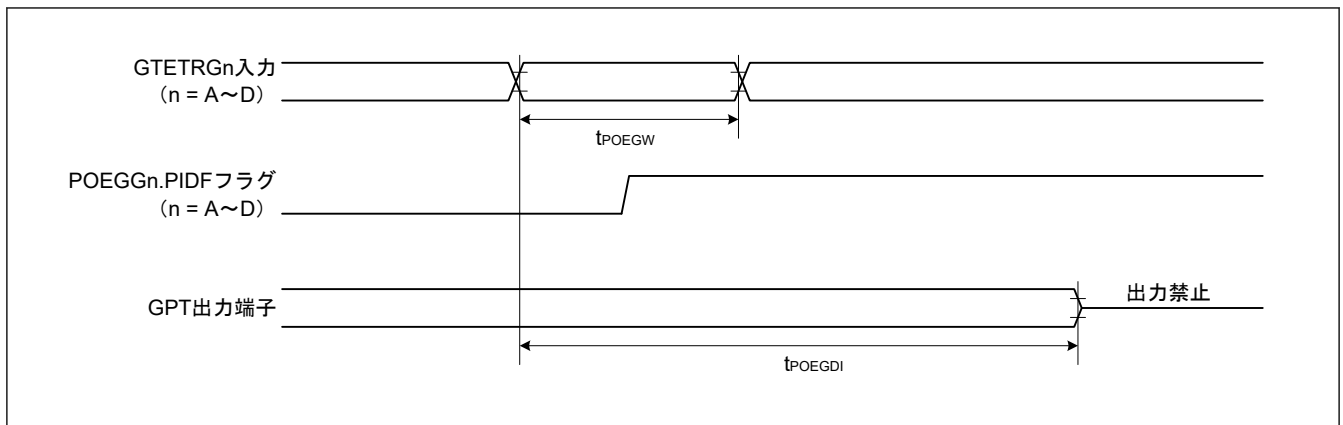 GTETRGn入力
（n = A～D）
tPOEGW
POEGGn.PIDFフラグ
（n = A～D）
GPT出力端子
出力禁止
tPOEGDI